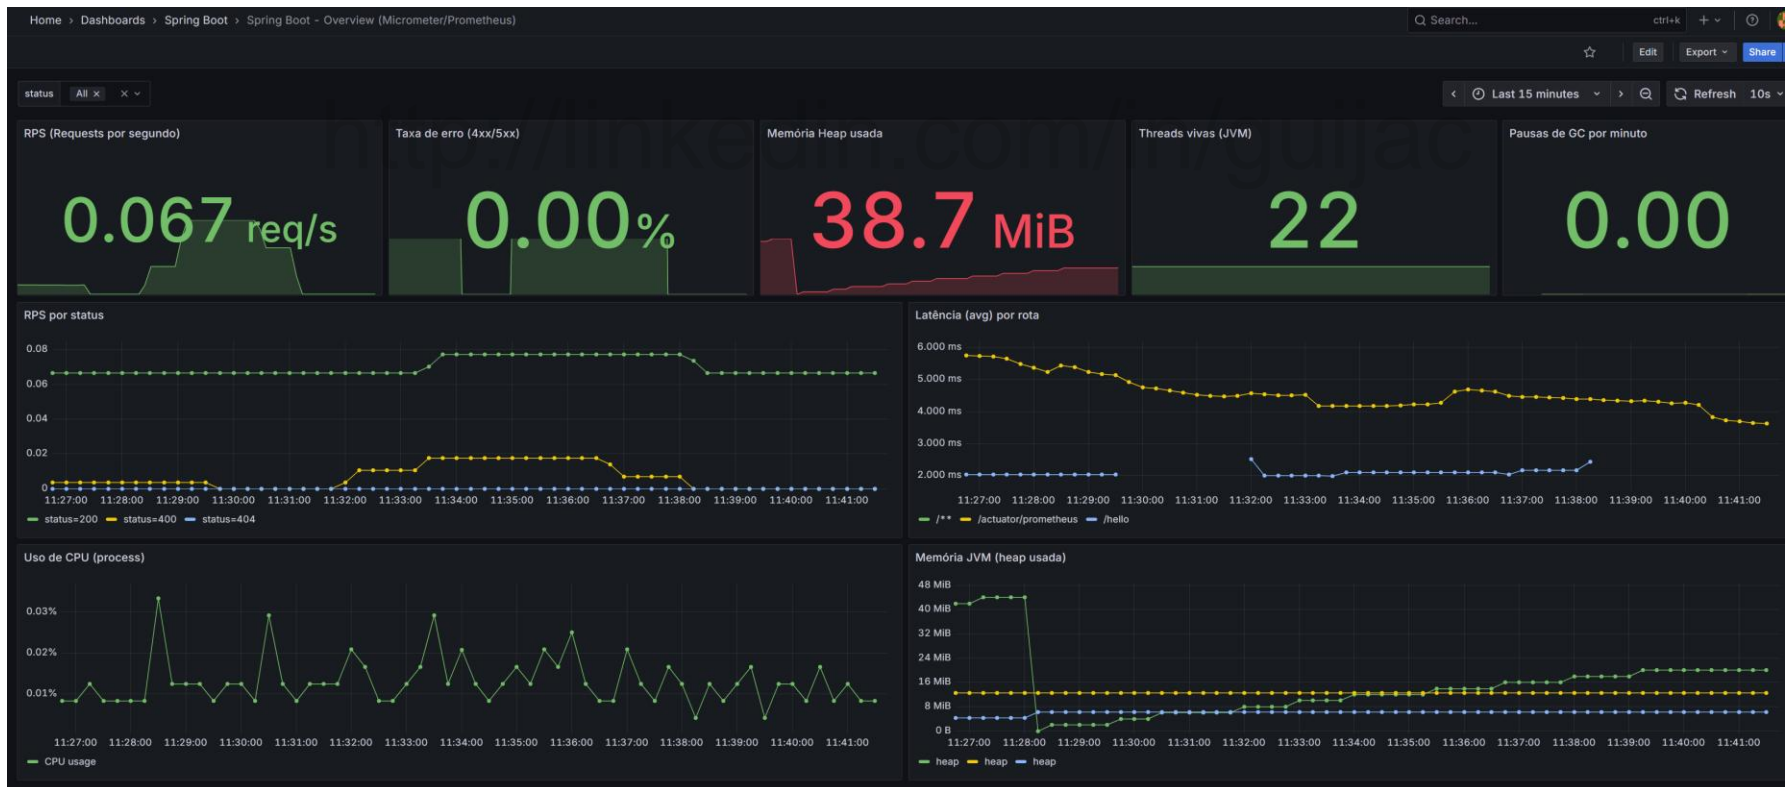 Home › Dashboards › Spring Boot › Spring Boot - Overview (Micrometer/Prometheus)
Search... ctrl+k
Edit Export Share
status All × ×
Last 15 minutes Refresh 10s
http://linkedin.com/in/guijac
RPS (Requests por segundo)
0.067 req/s
Taxa de erro (4xx/5xx)
0.00%
Memória Heap usada
38.7 MiB
Threads vivas (JVM)
22
Pausas de GC por minuto
0.00
RPS por status
0.08
0.06
0.04
0.02
0
11:27:00 11:28:00 11:29:00 11:30:00 11:31:00 11:32:00 11:33:00 11:34:00 11:35:00 11:36:00 11:37:00 11:38:00 11:39:00 11:40:00 11:41:00
status=200 status=400 status=404
Latência (avg) por rota
6.000 ms
5.000 ms
4.000 ms
3.000 ms
2.000 ms
11:27:00 11:28:00 11:29:00 11:30:00 11:31:00 11:32:00 11:33:00 11:34:00 11:35:00 11:36:00 11:37:00 11:38:00 11:39:00 11:40:00 11:41:00
/** /actuator/prometheus /hello
Uso de CPU (process)
0.03%
0.02%
0.01%
11:27:00 11:28:00 11:29:00 11:30:00 11:31:00 11:32:00 11:33:00 11:34:00 11:35:00 11:36:00 11:37:00 11:38:00 11:39:00 11:40:00 11:41:00
CPU usage
Memória JVM (heap usada)
48 MiB
40 MiB
32 MiB
24 MiB
16 MiB
8 MiB
0 B
11:27:00 11:28:00 11:29:00 11:30:00 11:31:00 11:32:00 11:33:00 11:34:00 11:35:00 11:36:00 11:37:00 11:38:00 11:39:00 11:40:00 11:41:00
heap heap heap